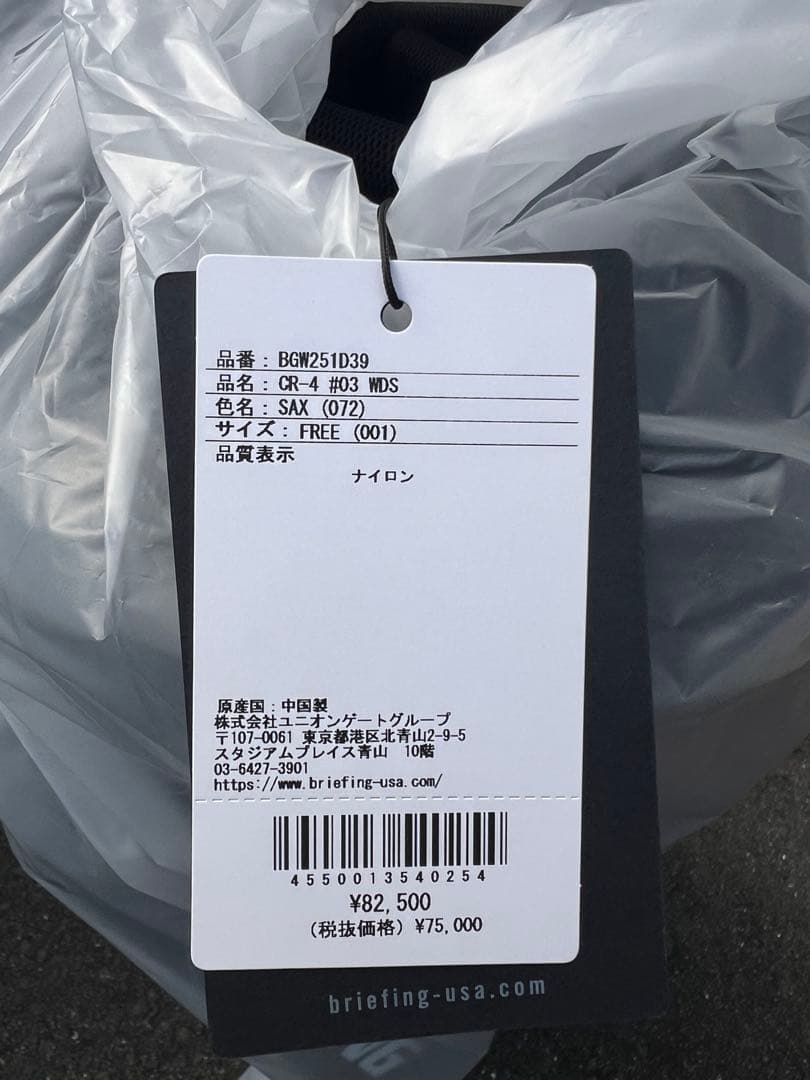 品番：BGW251D39
品名：CR-4 #03 WDS
色名：SAX (072)
サイズ：FREE (001)
品質表示
ナイロン
原産国：中国製
株式会社ユニオンゲートグループ
〒107-0061 東京都港区北青山2-9-5
スタジアムプレイス青山 10階
03-6427-3901
https://www.briefing-usa.com/
4550013540254
¥82,500
(税抜価格) ¥75,000
briefing-usa.com
NG